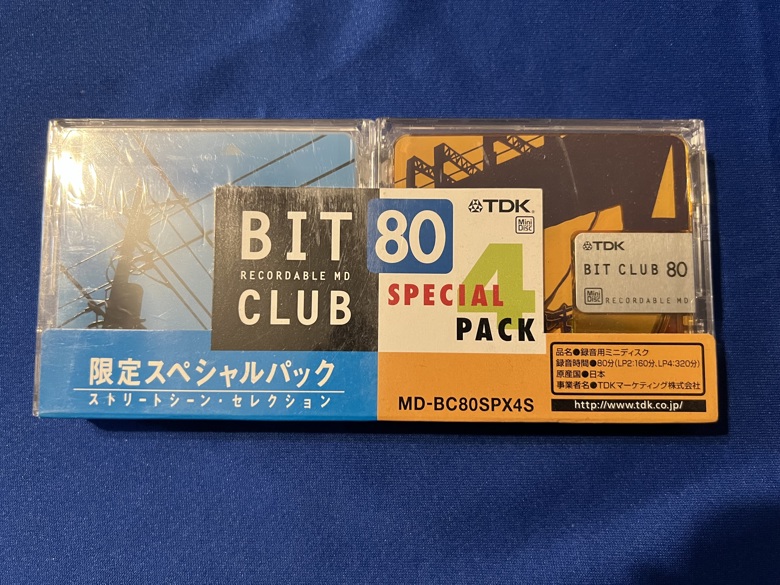 BIT
RECORDABLE MD
CLUB
80
TDK
Mini Disc
SPECIAL
4
PACK
TDK
BIT CLUB 80
Mini Disc
RECORDABLE MD
限定スペシャルパック
ストリートシーン・セレクション
MD-BC80SPX4S
品名●録音用ミニディスク
録音時間●80分(LP2:160分、LP4:320分)
原産国●日本
事業者名●TDKマーケティング株式会社
http://www.tdk.co.jp/